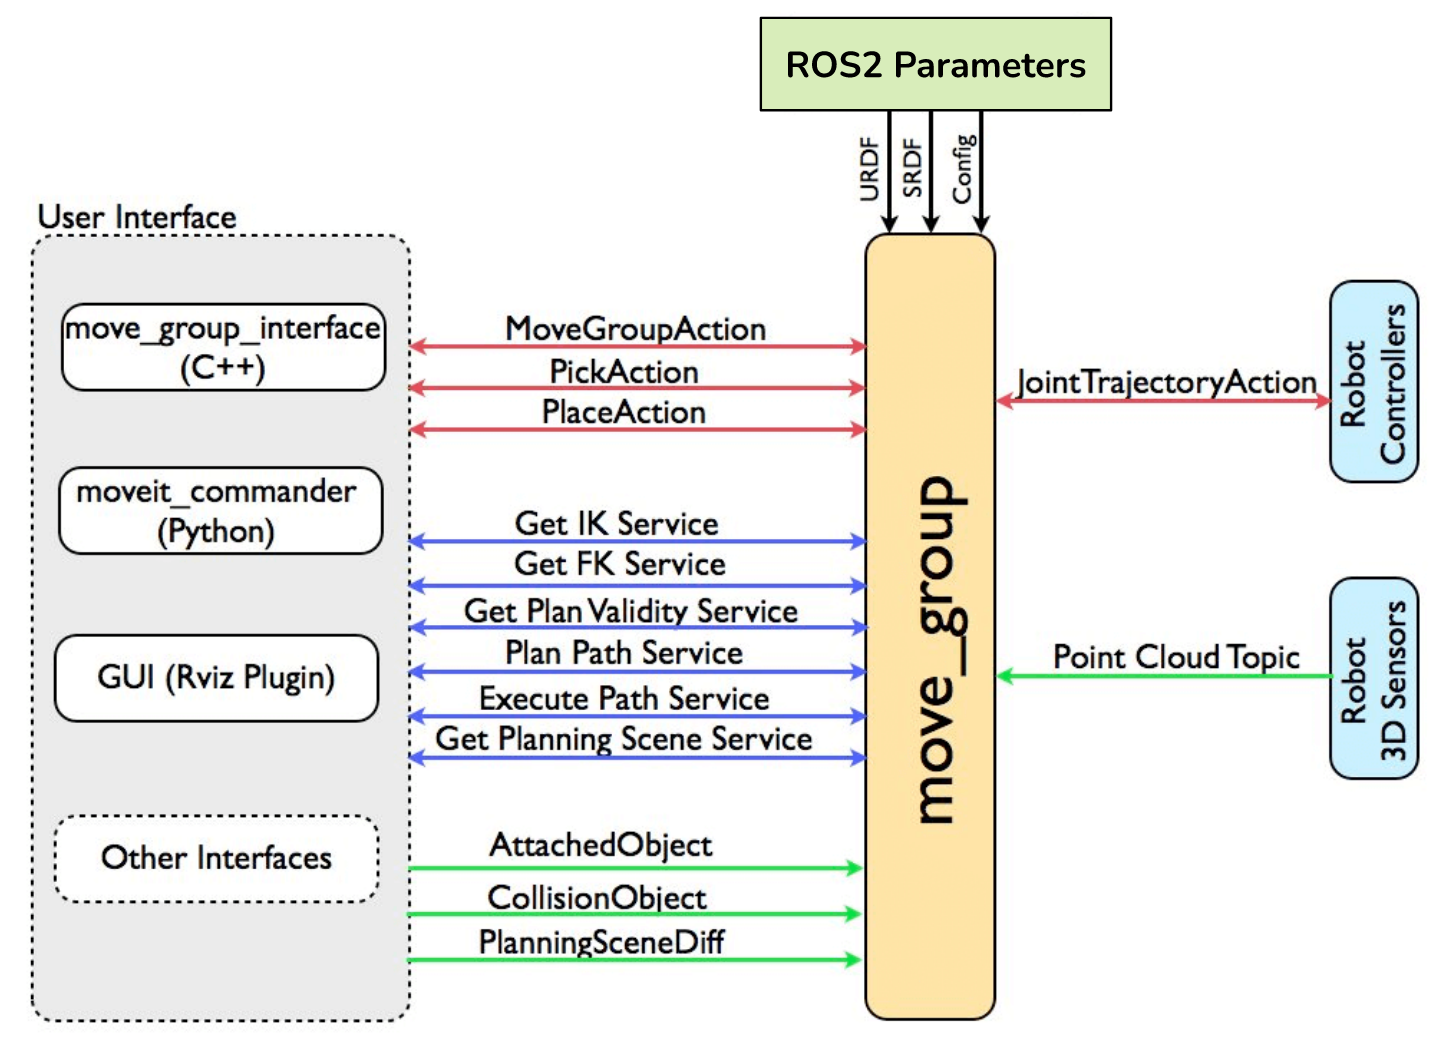 ROS2 Parameters
URDF
SRDF
Config
User Interface
move_group_interface
(C++)
moveit_commander
(Python)
GUI (Rviz Plugin)
Other Interfaces
MoveGroupAction
PickAction
PlaceAction
Get IK Service
Get FK Service
Get Plan Validity Service
Plan Path Service
Execute Path Service
Get Planning Scene Service
AttachedObject
CollisionObject
PlanningSceneDiff
move_group
JointTrajectoryAction
Point Cloud Topic
Robot
Controllers
Robot
3D Sensors